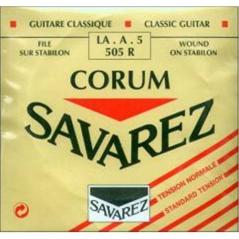 GUITARE CLASSIQUE
CLASSIC GUITAR
FILE
SUR STABILON
LA . A . 5
505 R
WOUND
ON STABILON
CORUM
SAVAREZ
TENSION NORMALE
STANDARD TENSION
SAVAREZ